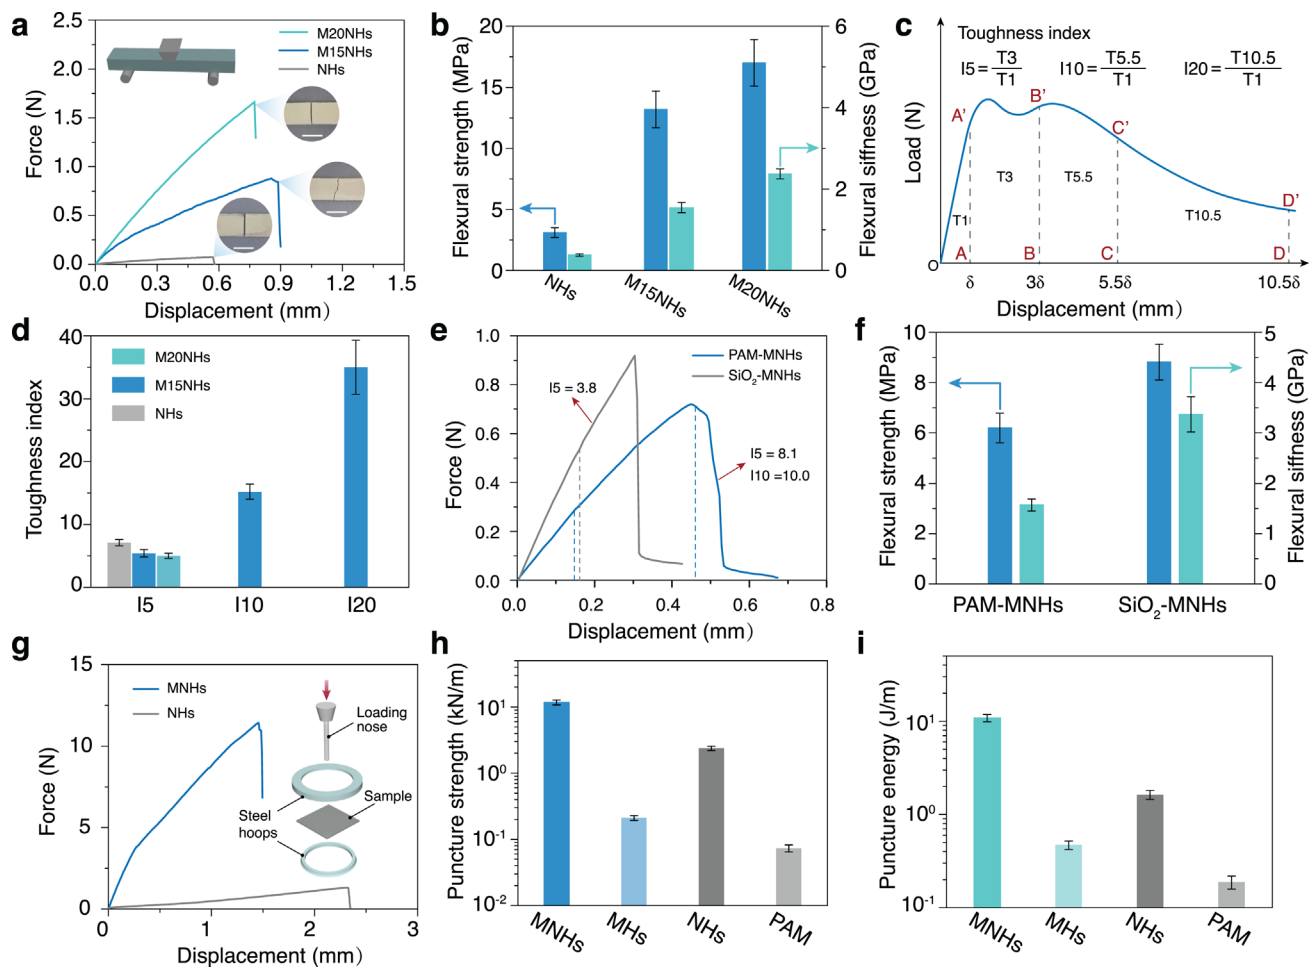 a
2.5
2.0
1.5
1.0
0.5
0.0
Force (N)
M20NHs
M15NHs
NHs
0.0
0.3
0.6
0.9
1.2
1.5
Displacement (mm)
b
20
15
10
5
0
Flexural strength (MPa)
6
4
2
0
Flexural siffness (GPa)
NHs
M15NHs
M20NHs
c
Toughness index
I5 = T3/T1
I10 = T5.5/T1
I20 = T10.5/T1
Load (N)
A'
B'
C'
D'
T1
T3
T5.5
T10.5
A
B
C
D
O
δ
3δ
5.5δ
10.5δ
Displacement (mm)
d
40
30
20
10
0
Toughness index
M20NHs
M15NHs
NHs
I5
I10
I20
e
1.0
0.8
0.6
0.4
0.2
0.0
Force (N)
PAM-MNHs
SiO2-MNHs
I5 = 3.8
I5 = 8.1
I10 =10.0
0.0
0.2
0.4
0.6
0.8
Displacement (mm)
f
10
8
6
4
2
0
Flexural strength (MPa)
5
4
3
2
1
0
Flexural siffness (GPa)
PAM-MNHs
SiO2-MNHs
g
15
10
5
0
Force (N)
MNHs
NHs
Loading
nose
Sample
Steel
hoops
0
1
2
3
Displacement (mm)
h
10^1
10^0
10^-1
10^-2
Puncture strength (kN/m)
MNHs
MHs
NHs
PAM
i
10^1
10^0
10^-1
Puncture energy (J/m)
MNHs
MHs
NHs
PAM